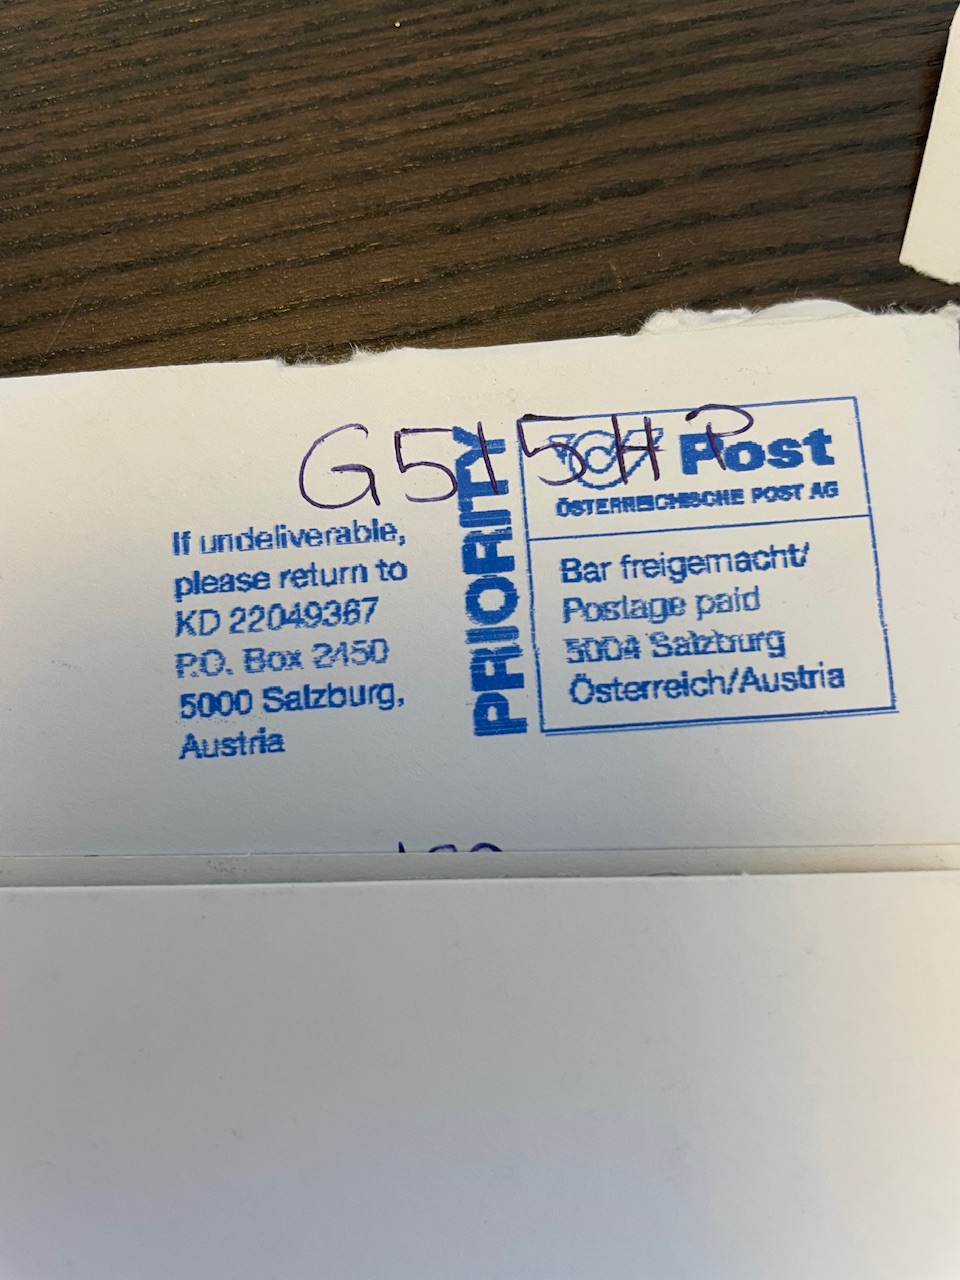 G515HP
If undeliverable,
please return to
KD 22049367
P.O. Box 2450
5000 Salzburg,
Austria
PRIORITY
Post
ÖSTERREICHISCHE POST AG
Bar freigemacht/
Postage paid
5004 Salzburg
Österreich/Austria